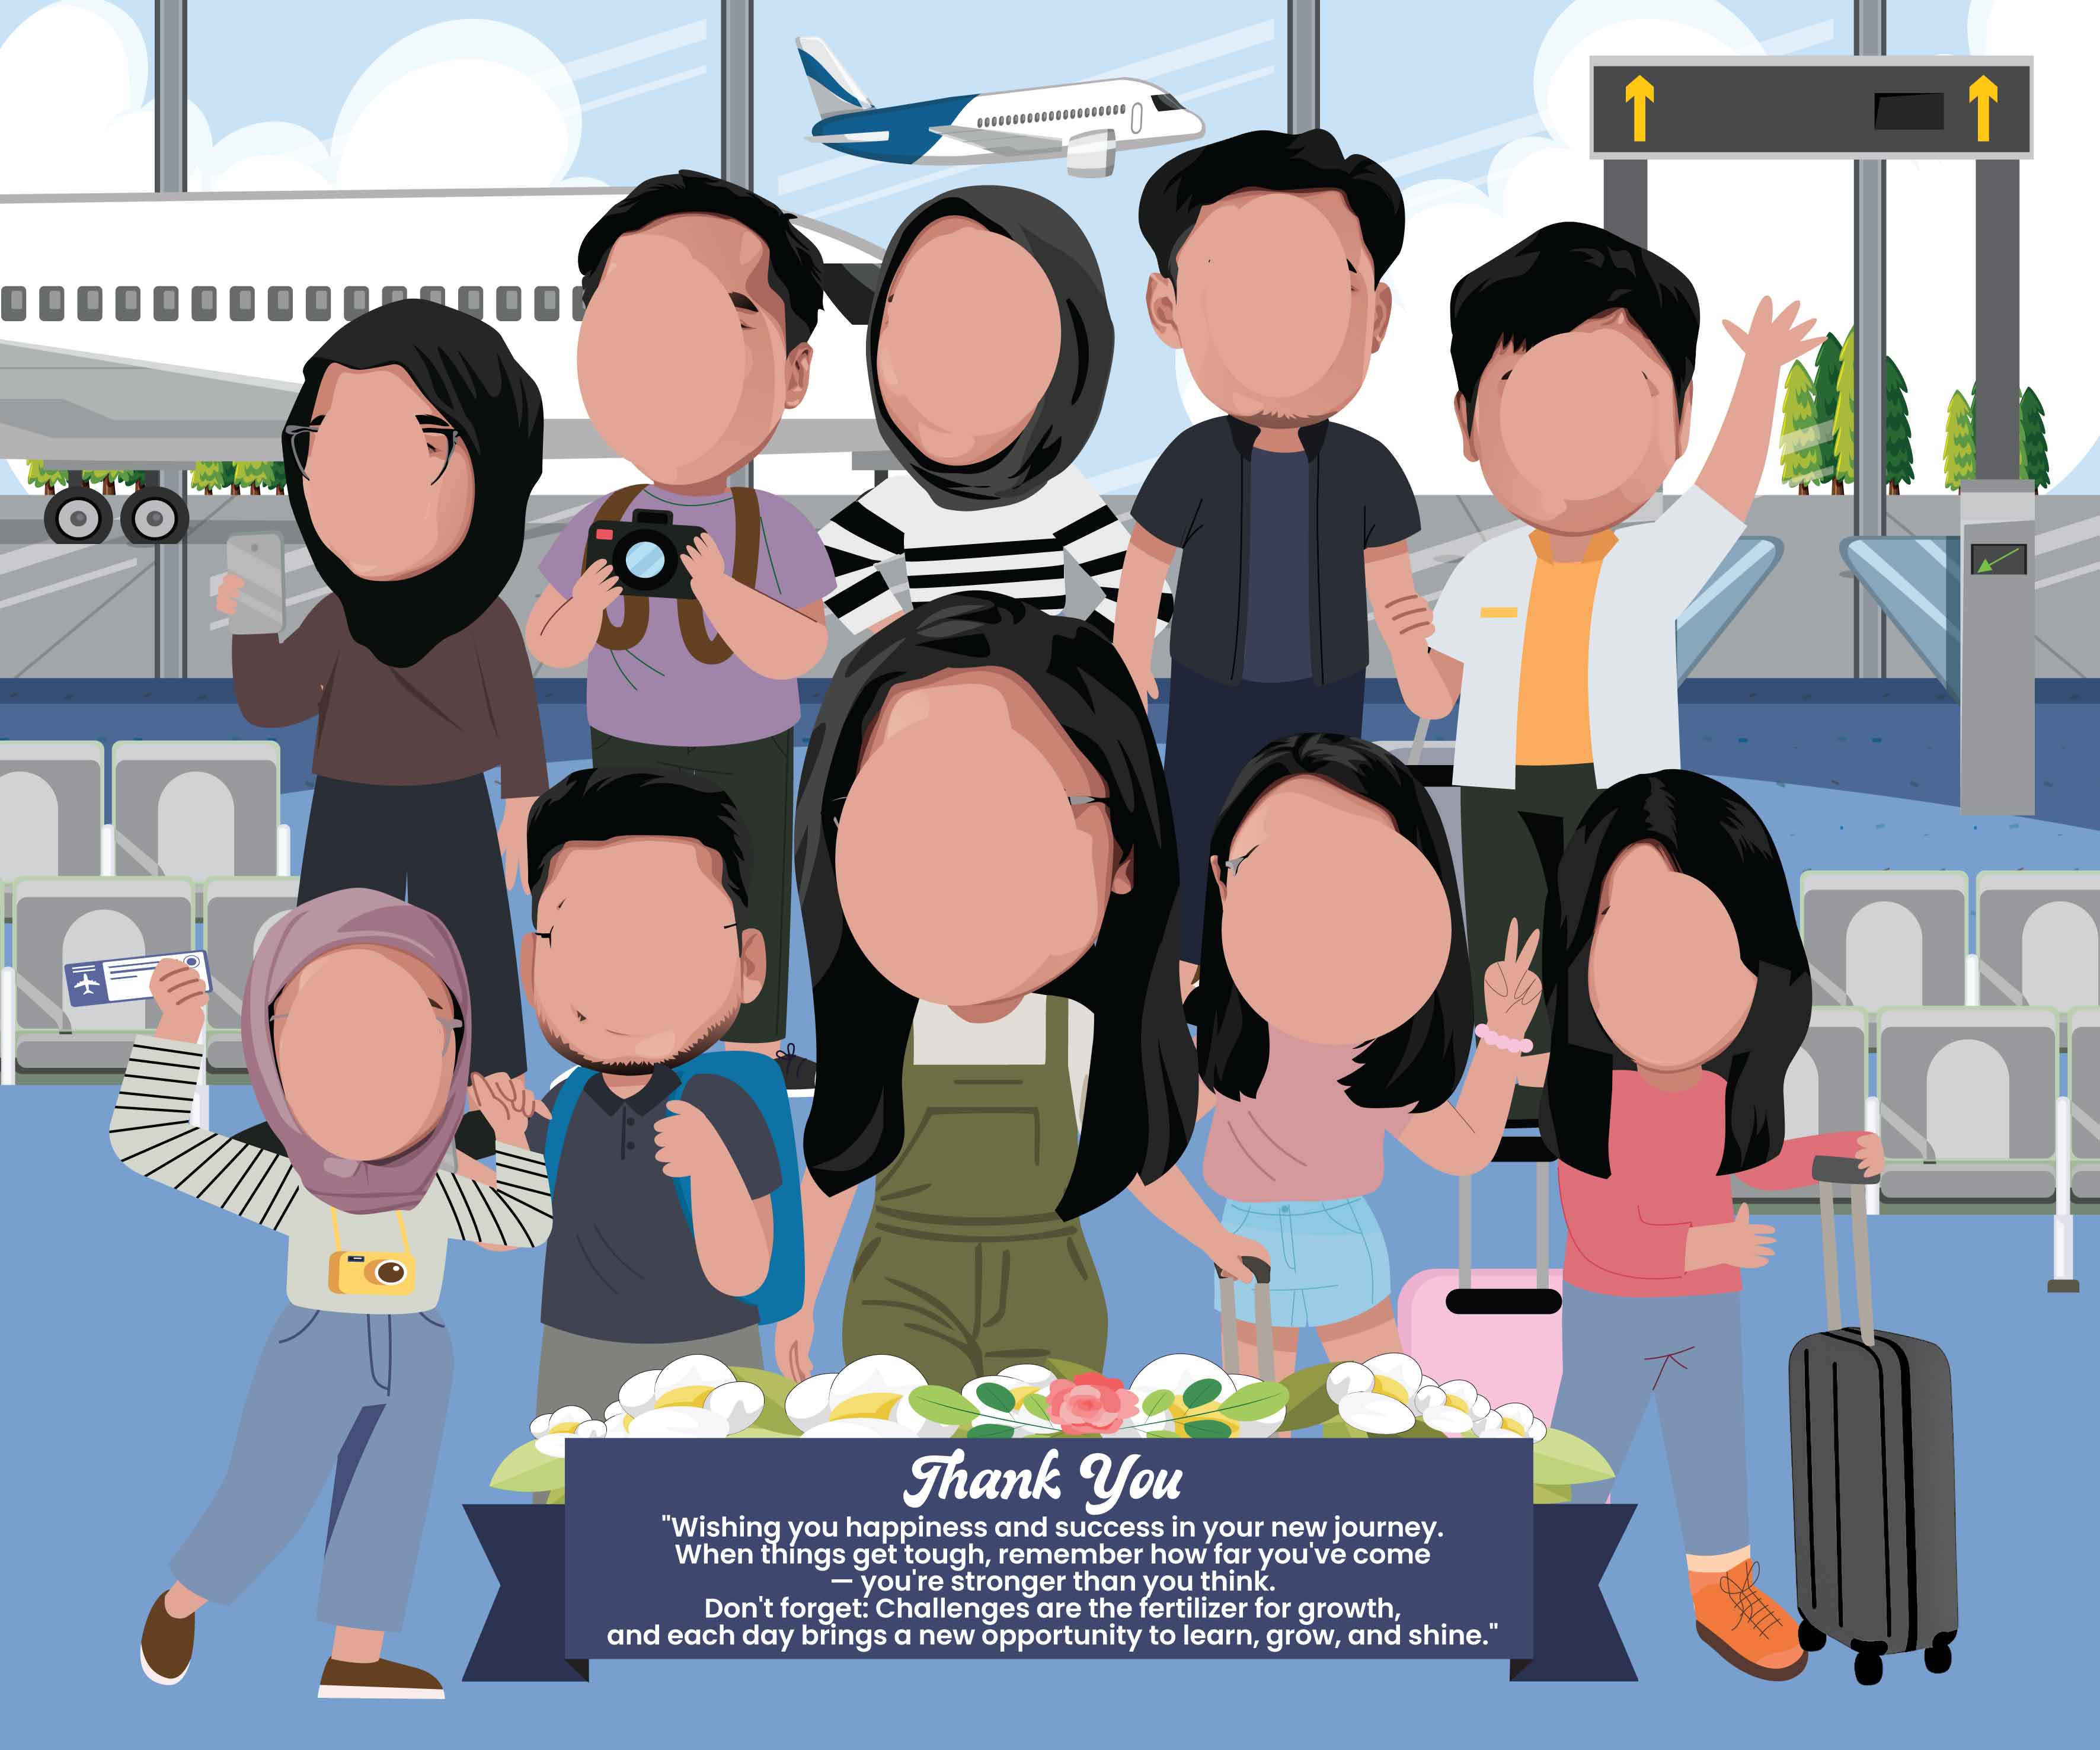 Thank You
"Wishing you happiness and success in your new journey.
When things get tough, remember how far you've come
— you're stronger than you think.
Don't forget: Challenges are the fertilizer for growth,
and each day brings a new opportunity to learn, grow, and shine."